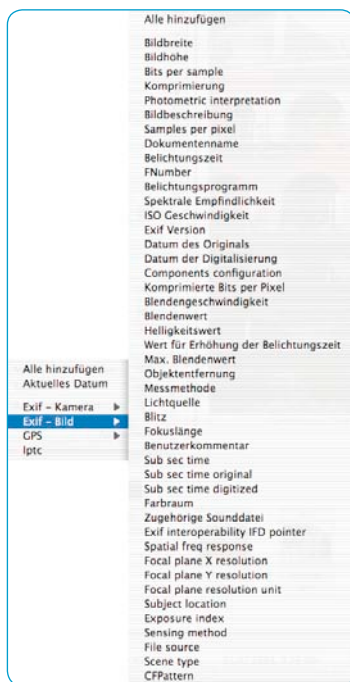 Alle hinzufügen
Aktuelles Datum
Exif – Kamera
Exif – Bild
GPS
Iptc
Alle hinzufügen
Bildbreite
Bildhöhe
Bits per sample
Komprimierung
Photometric interpretation
Bildbeschreibung
Samples per pixel
Dokumentenname
Belichtungszeit
FNumber
Belichtungsprogramm
Spektrale Empfindlichkeit
ISO Geschwindigkeit
Exif Version
Datum des Originals
Datum der Digitalisierung
Components configuration
Komprimierte Bits per Pixel
Blendengeschwindigkeit
Blendenwert
Helligkeitswert
Wert für Erhöhung der Belichtungszeit
Max. Blendenwert
Objektentfernung
Messmethode
Lichtquelle
Blitz
Fokuslänge
Benutzerkommentar
Sub sec time
Sub sec time original
Sub sec time digitized
Farbraum
Zugehörige Sounddatei
Exif interoperability IFD pointer
Spatial freq response
Focal plane X resolution
Focal plane Y resolution
Focal plane resolution unit
Subject location
Exposure index
Sensing method
File source
Scene type
CFPattern